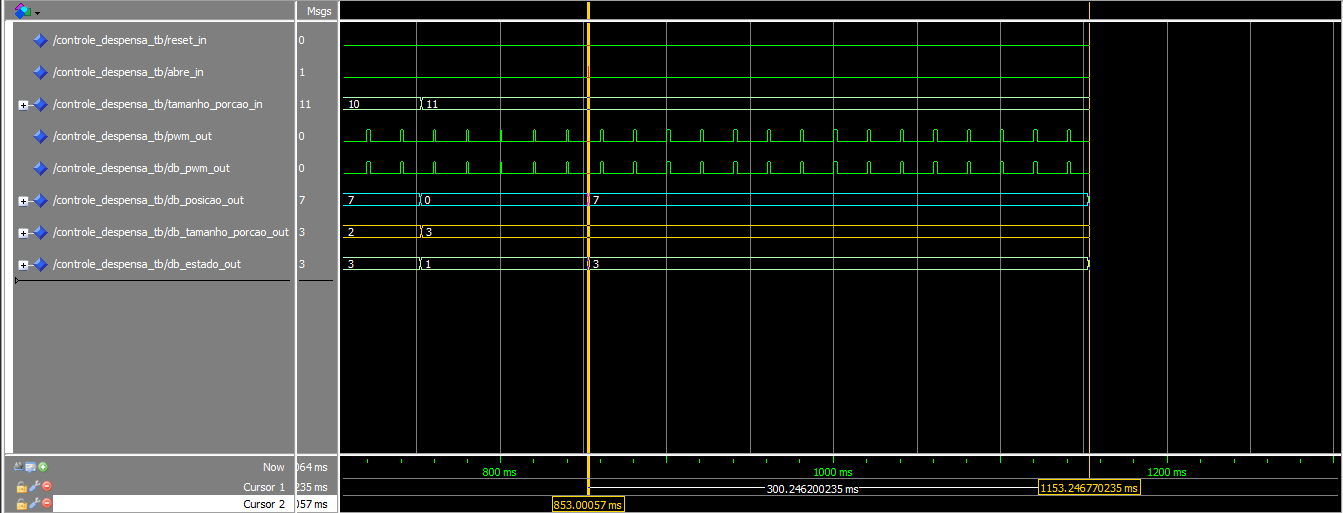 Msgs
/controle_despensa_tb/reset_in 0
/controle_despensa_tb/abre_in 1
/controle_despensa_tb/tamanho_porcao_in 11 10 11
/controle_despensa_tb/pwm_out 0
/controle_despensa_tb/db_pwm_out 0
/controle_despensa_tb/db_posicao_out 7 7 0 7
/controle_despensa_tb/db_tamanho_porcao_out 3 2 3
/controle_despensa_tb/db_estado_out 3 3 1 3
Now 064 ms 800 ms 1000 ms 1200 ms
Cursor 1 235 ms 300.246200235 ms 1153.246770235 ms
Cursor 2 057 ms 853.00057 ms